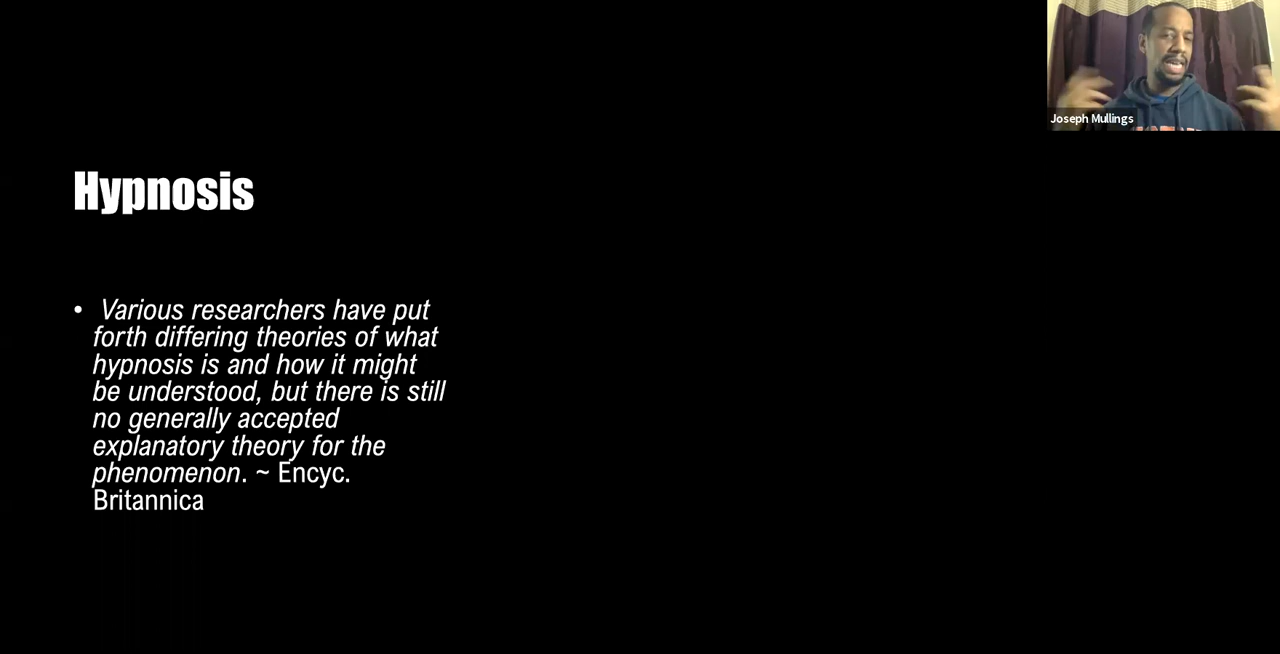 Joseph Mullings
Hypnosis
• Various researchers have put
forth differing theories of what
hypnosis is and how it might
be understood, but there is still
no generally accepted
explanatory theory for the
phenomenon. ~ Encyc.
Britannica